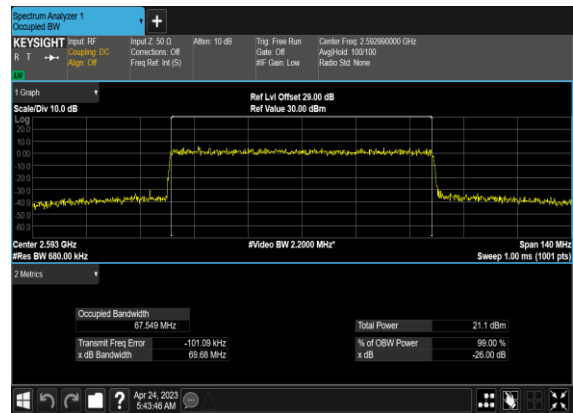 Spectrum Analyzer 1
Occupied BW
KEYSIGHT Input: RF Input Z: 50 Ω Atten: 10 dB Trig: Free Run Center Freq: 2.592990000 GHz
R T Coupling: DC Corrections: Off Gate: Off Avg|Hold: 100/100
Align: Off Freq Ref: Int (S) #IF Gain: Low Radio Std: None
1 Graph
Ref Lvl Offset 29.00 dB
Scale/Div 10.0 dB Ref Value 30.00 dBm
Log
20.0
10.0
0.00
-10.0
-20.0
-30.0
-40.0
-50.0
-60.0
Center 2.593 GHz #Video BW 2.2000 MHz* Span 140 MHz
#Res BW 680.00 kHz Sweep 1.00 ms (1001 pts)
2 Metrics
Occupied Bandwidth
67.549 MHz Total Power 21.1 dBm
Transmit Freq Error -101.09 kHz % of OBW Power 99.00 %
x dB Bandwidth 69.68 MHz x dB -26.00 dB
? Apr 24, 2023
5:43:46 AM